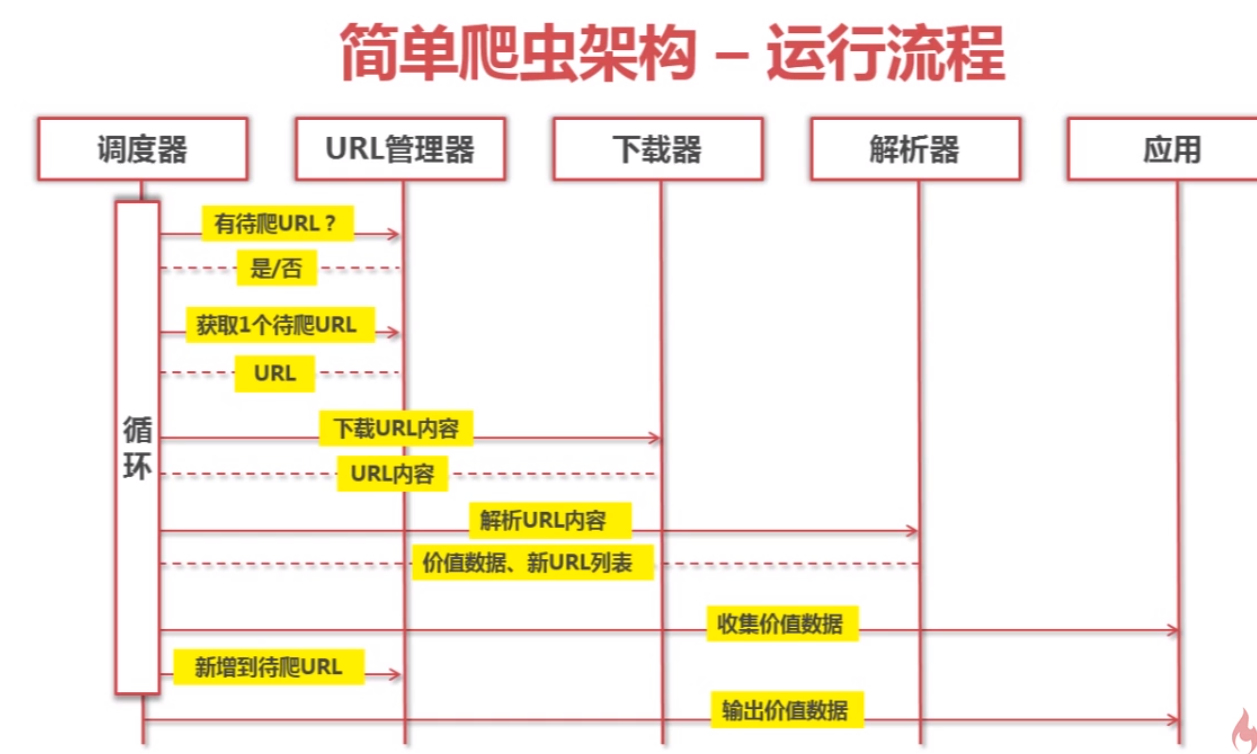 简单爬虫架构 – 运行流程
调度器
URL管理器
下载器
解析器
应用
有待爬URL？
是/否
获取1个待爬URL
URL
循
环
下载URL内容
URL内容
解析URL内容
价值数据、新URL列表
收集价值数据
新增到待爬URL
输出价值数据